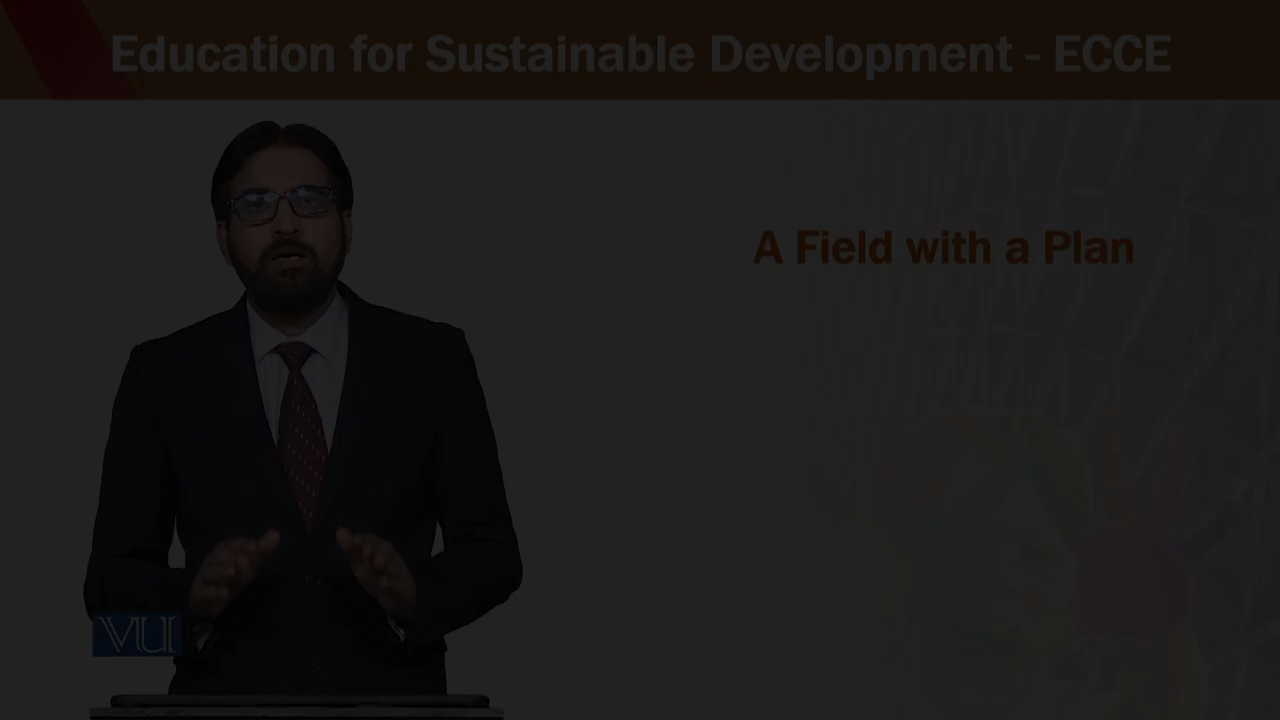 Education for Sustainable Development - ECCE
A Field with a Plan
VU